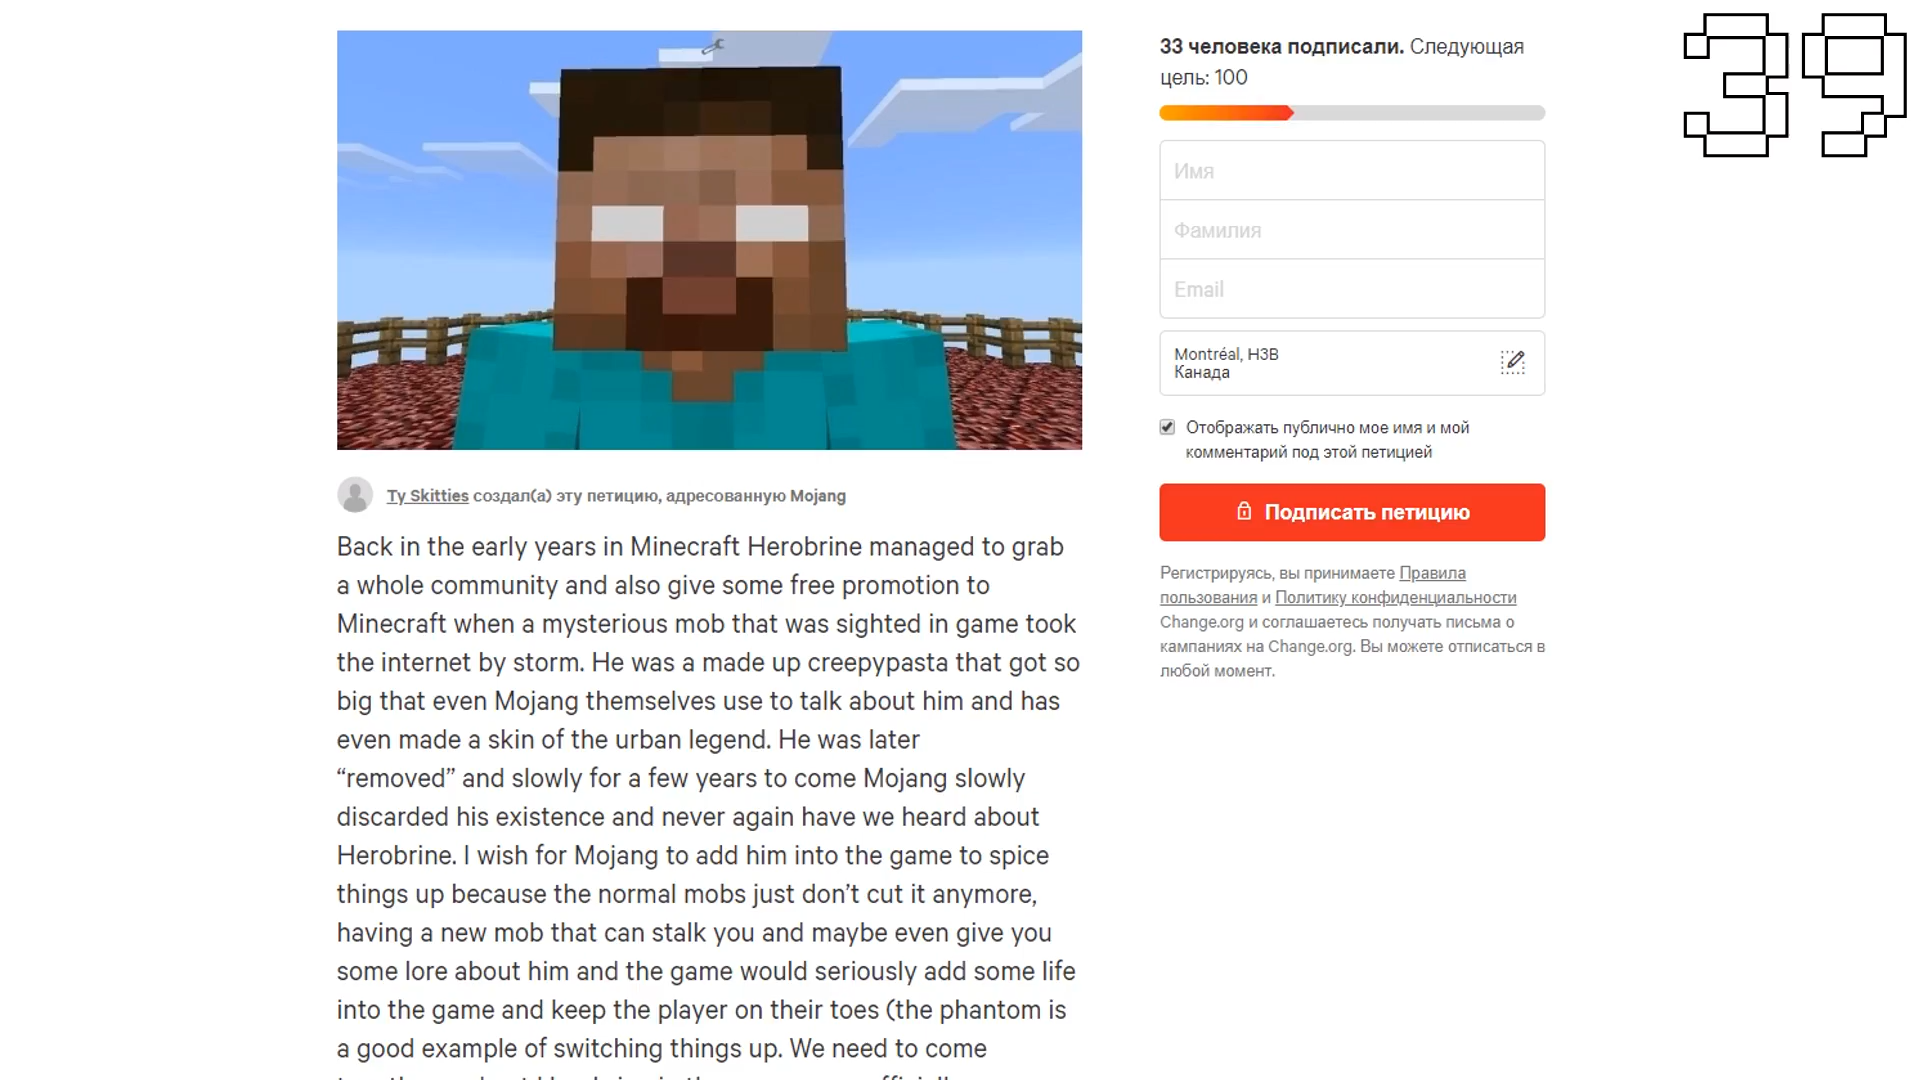 39
33 человека подписали. Следующая
цель: 100
Имя
Фамилия
Email
Montréal, H3B
Канада
Отображать публично мое имя и мой
комментарий под этой петицией
Подписать петицию
Регистрируясь, вы принимаете Правила
пользования и Политику конфиденциальности
Change.org и соглашаетесь получать письма о
кампаниях на Change.org. Вы можете отписаться в
любой момент.
Ty Skitties создал(а) эту петицию, адресованную Mojang
Back in the early years in Minecraft Herobrine managed to grab
a whole community and also give some free promotion to
Minecraft when a mysterious mob that was sighted in game took
the internet by storm. He was a made up creepypasta that got so
big that even Mojang themselves use to talk about him and has
even made a skin of the urban legend. He was later
“removed” and slowly for a few years to come Mojang slowly
discarded his existence and never again have we heard about
Herobrine. I wish for Mojang to add him into the game to spice
things up because the normal mobs just don’t cut it anymore,
having a new mob that can stalk you and maybe even give you
some lore about him and the game would seriously add some life
into the game and keep the player on their toes (the phantom is
a good example of switching things up. We need to come